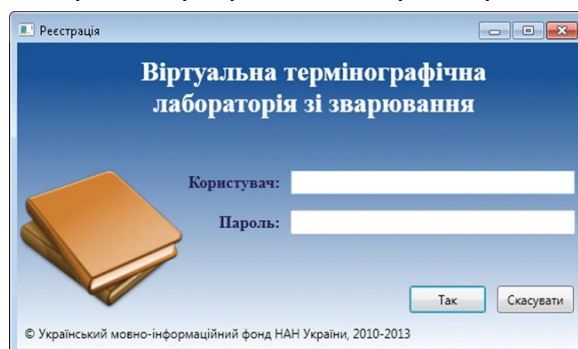 Реєстрація
Віртуальна термінографічна
лабораторія зі зварювання
Користувач:
Пароль:
Так
Скасувати
© Український мовно-інформаційний фонд НАН України, 2010-2013